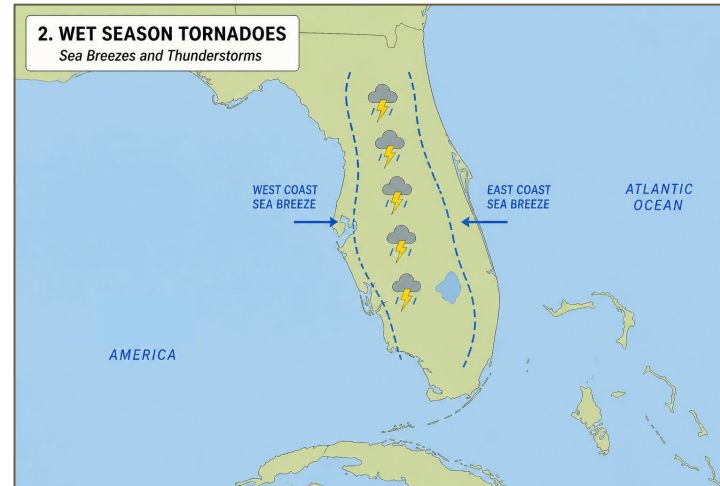 2. WET SEASON TORNADOES
Sea Breezes and Thunderstorms
WEST COAST
SEA BREEZE
EAST COAST
SEA BREEZE
ATLANTIC
OCEAN
AMERICA